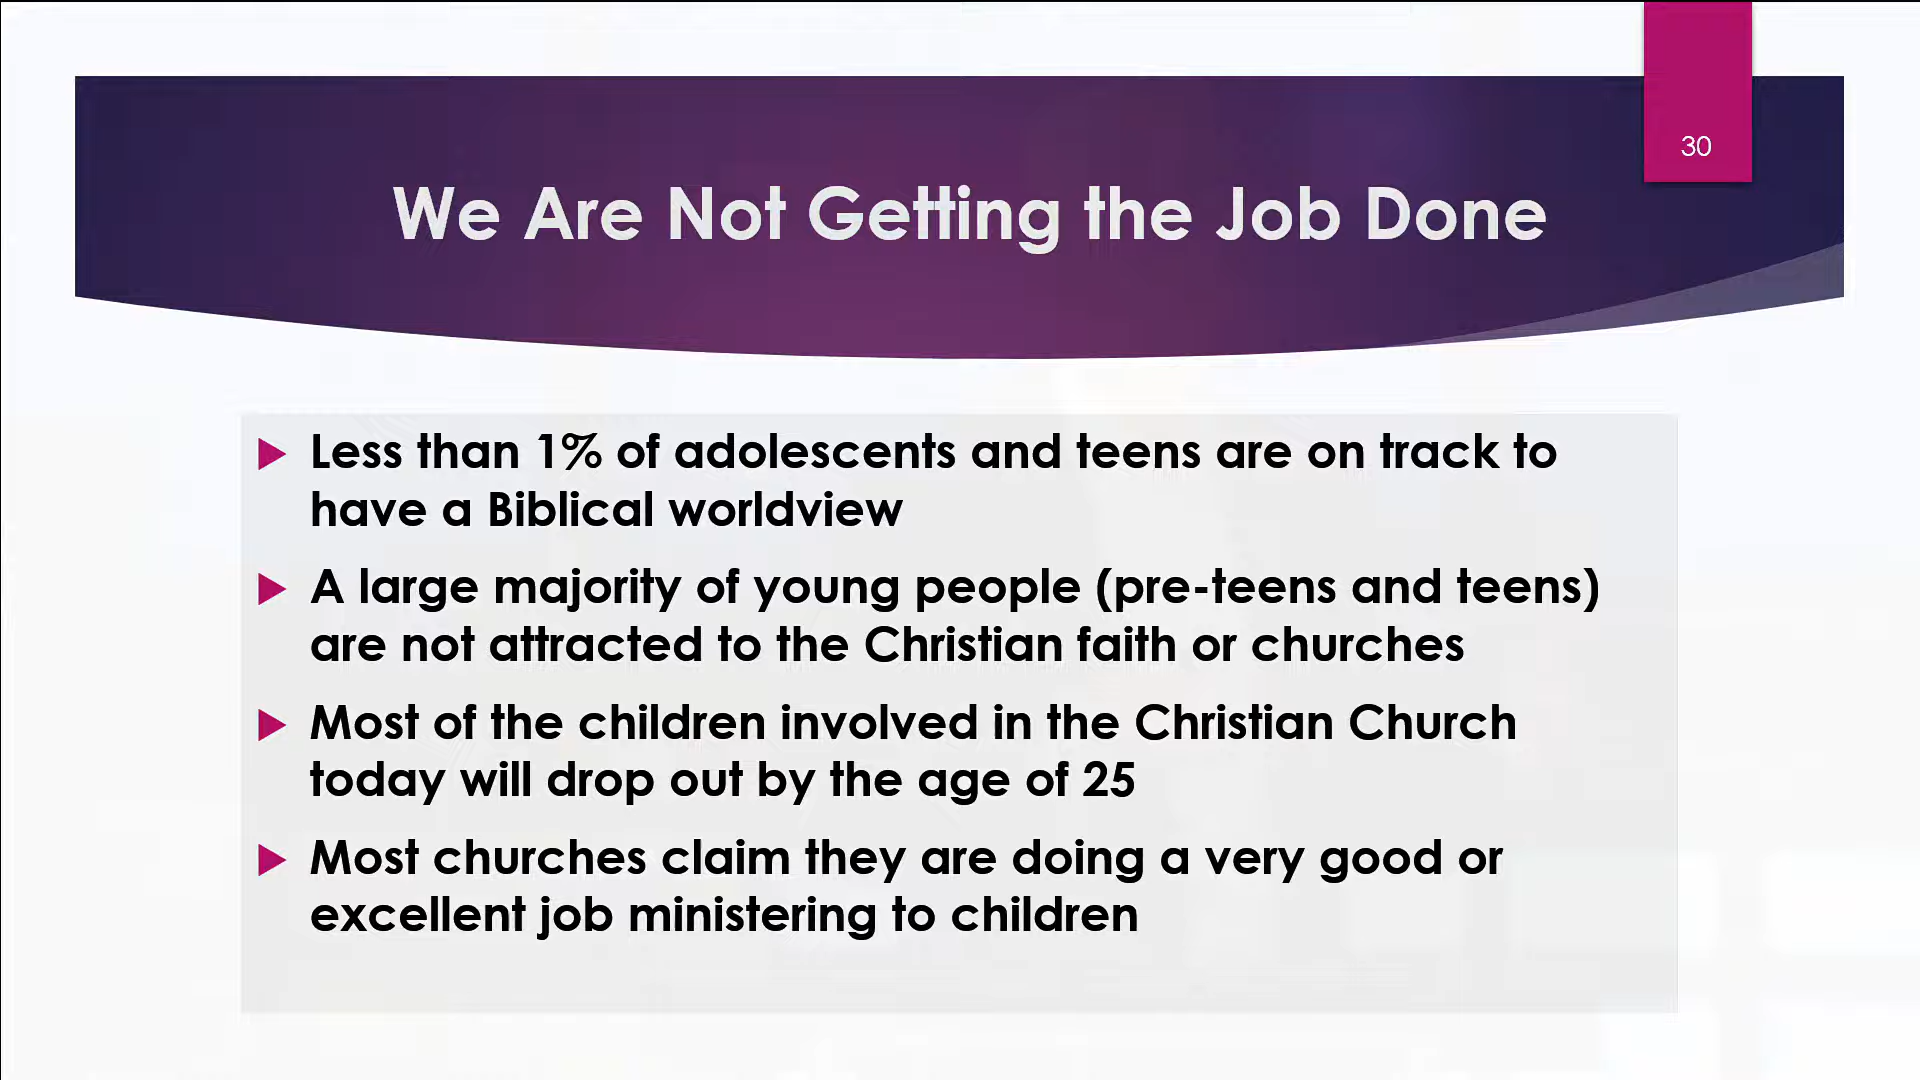 30
We Are Not Getting the Job Done
Less than 1% of adolescents and teens are on track to
have a Biblical worldview
A large majority of young people (pre-teens and teens)
are not attracted to the Christian faith or churches
Most of the children involved in the Christian Church
today will drop out by the age of 25
Most churches claim they are doing a very good or
excellent job ministering to children